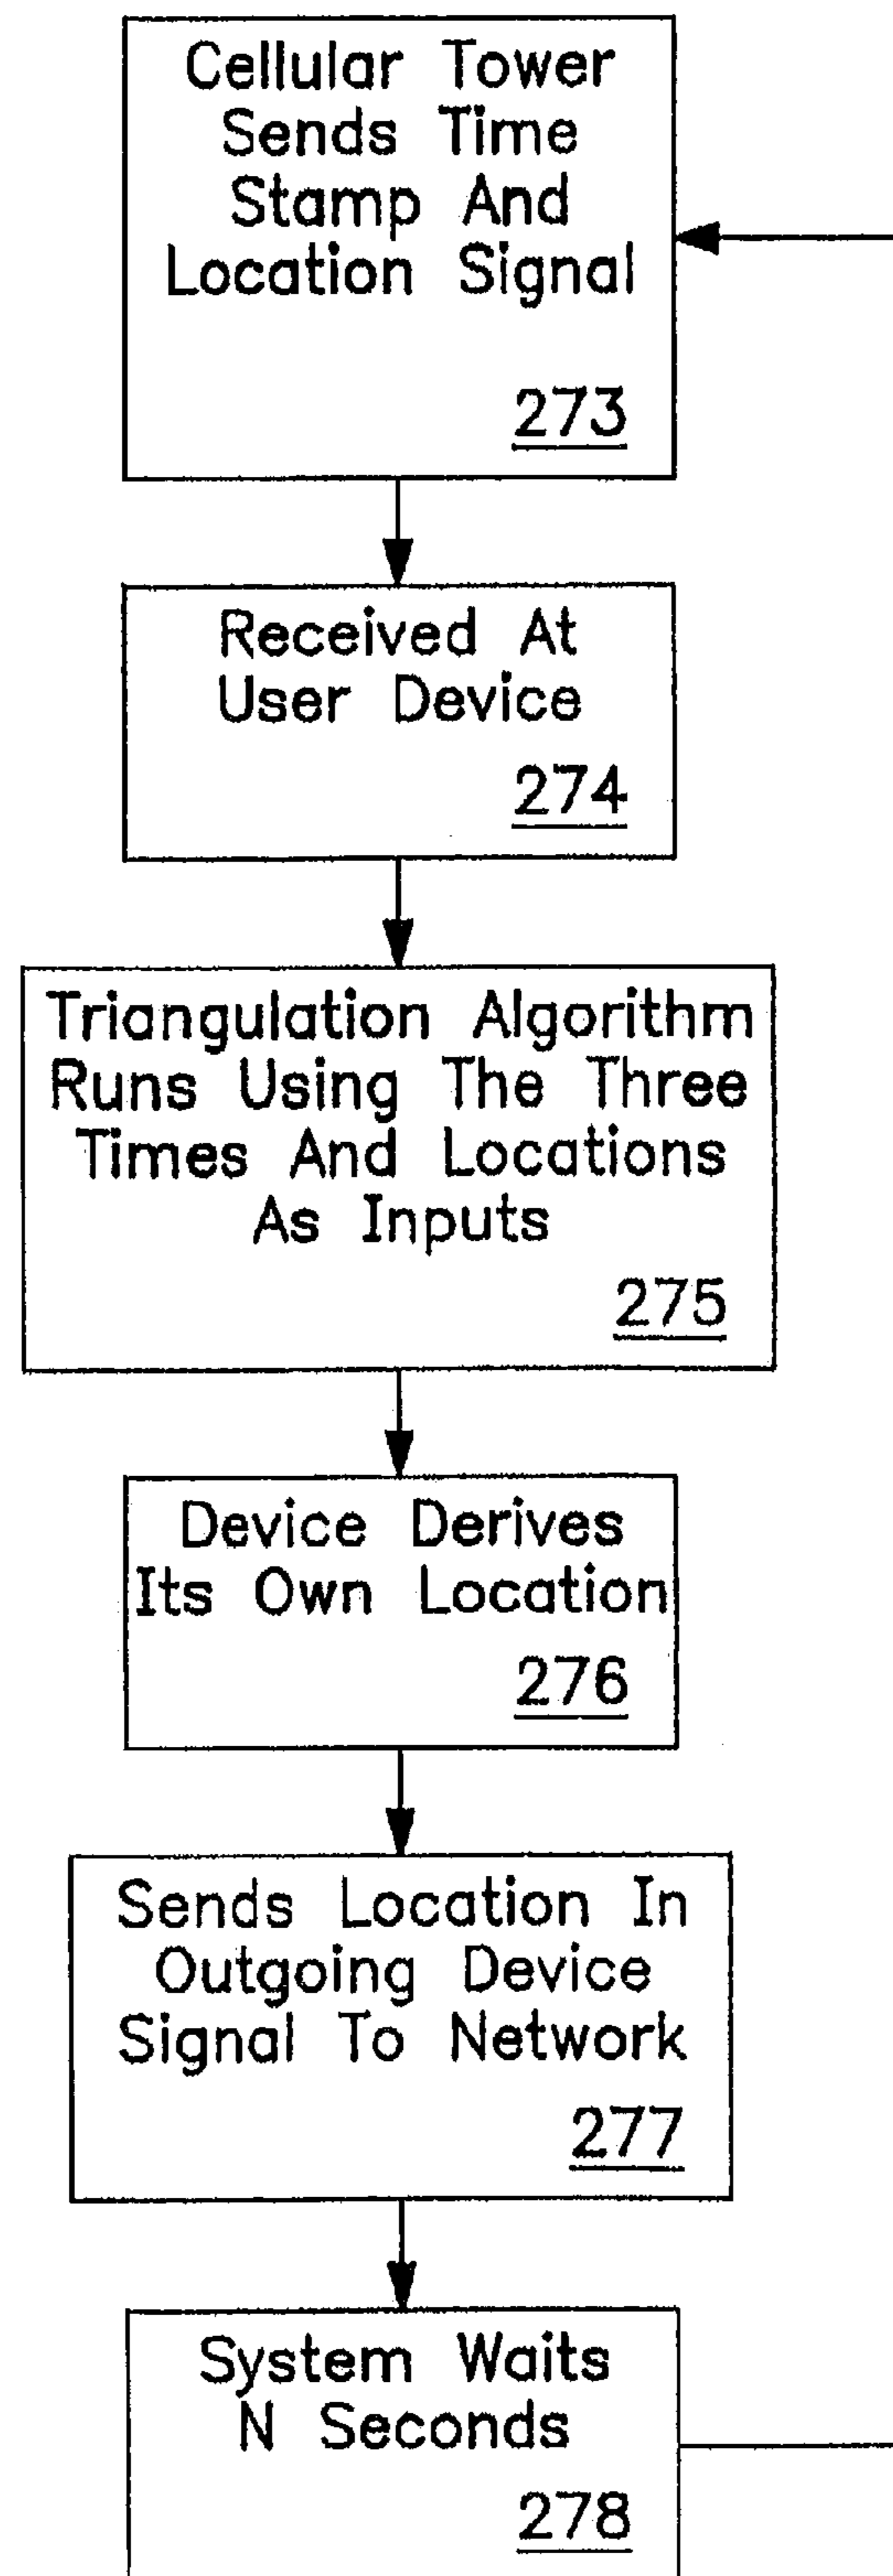 Cellular Tower
Sends Time
Stamp And
Location Signal
273
Received At
User Device
274
Triangulation Algorithm
Runs Using The Three
Times And Locations
As Inputs
275
Device Derives
Its Own Location
276
Sends Location In
Outgoing Device
Signal To Network
277
System Waits
N Seconds
278